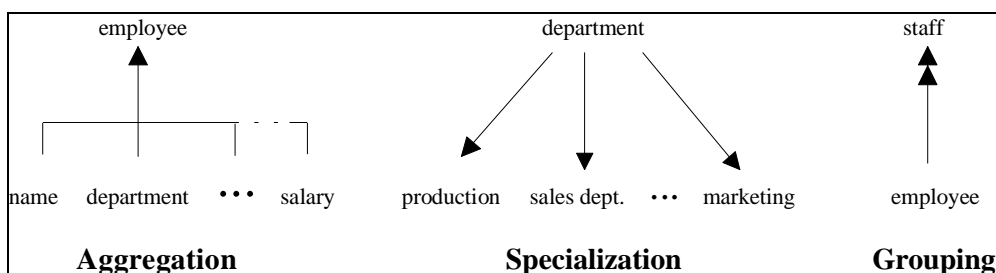 employee department staff
name department ••• salary production sales dept. ••• marketing employee
Aggregation Specialization Grouping